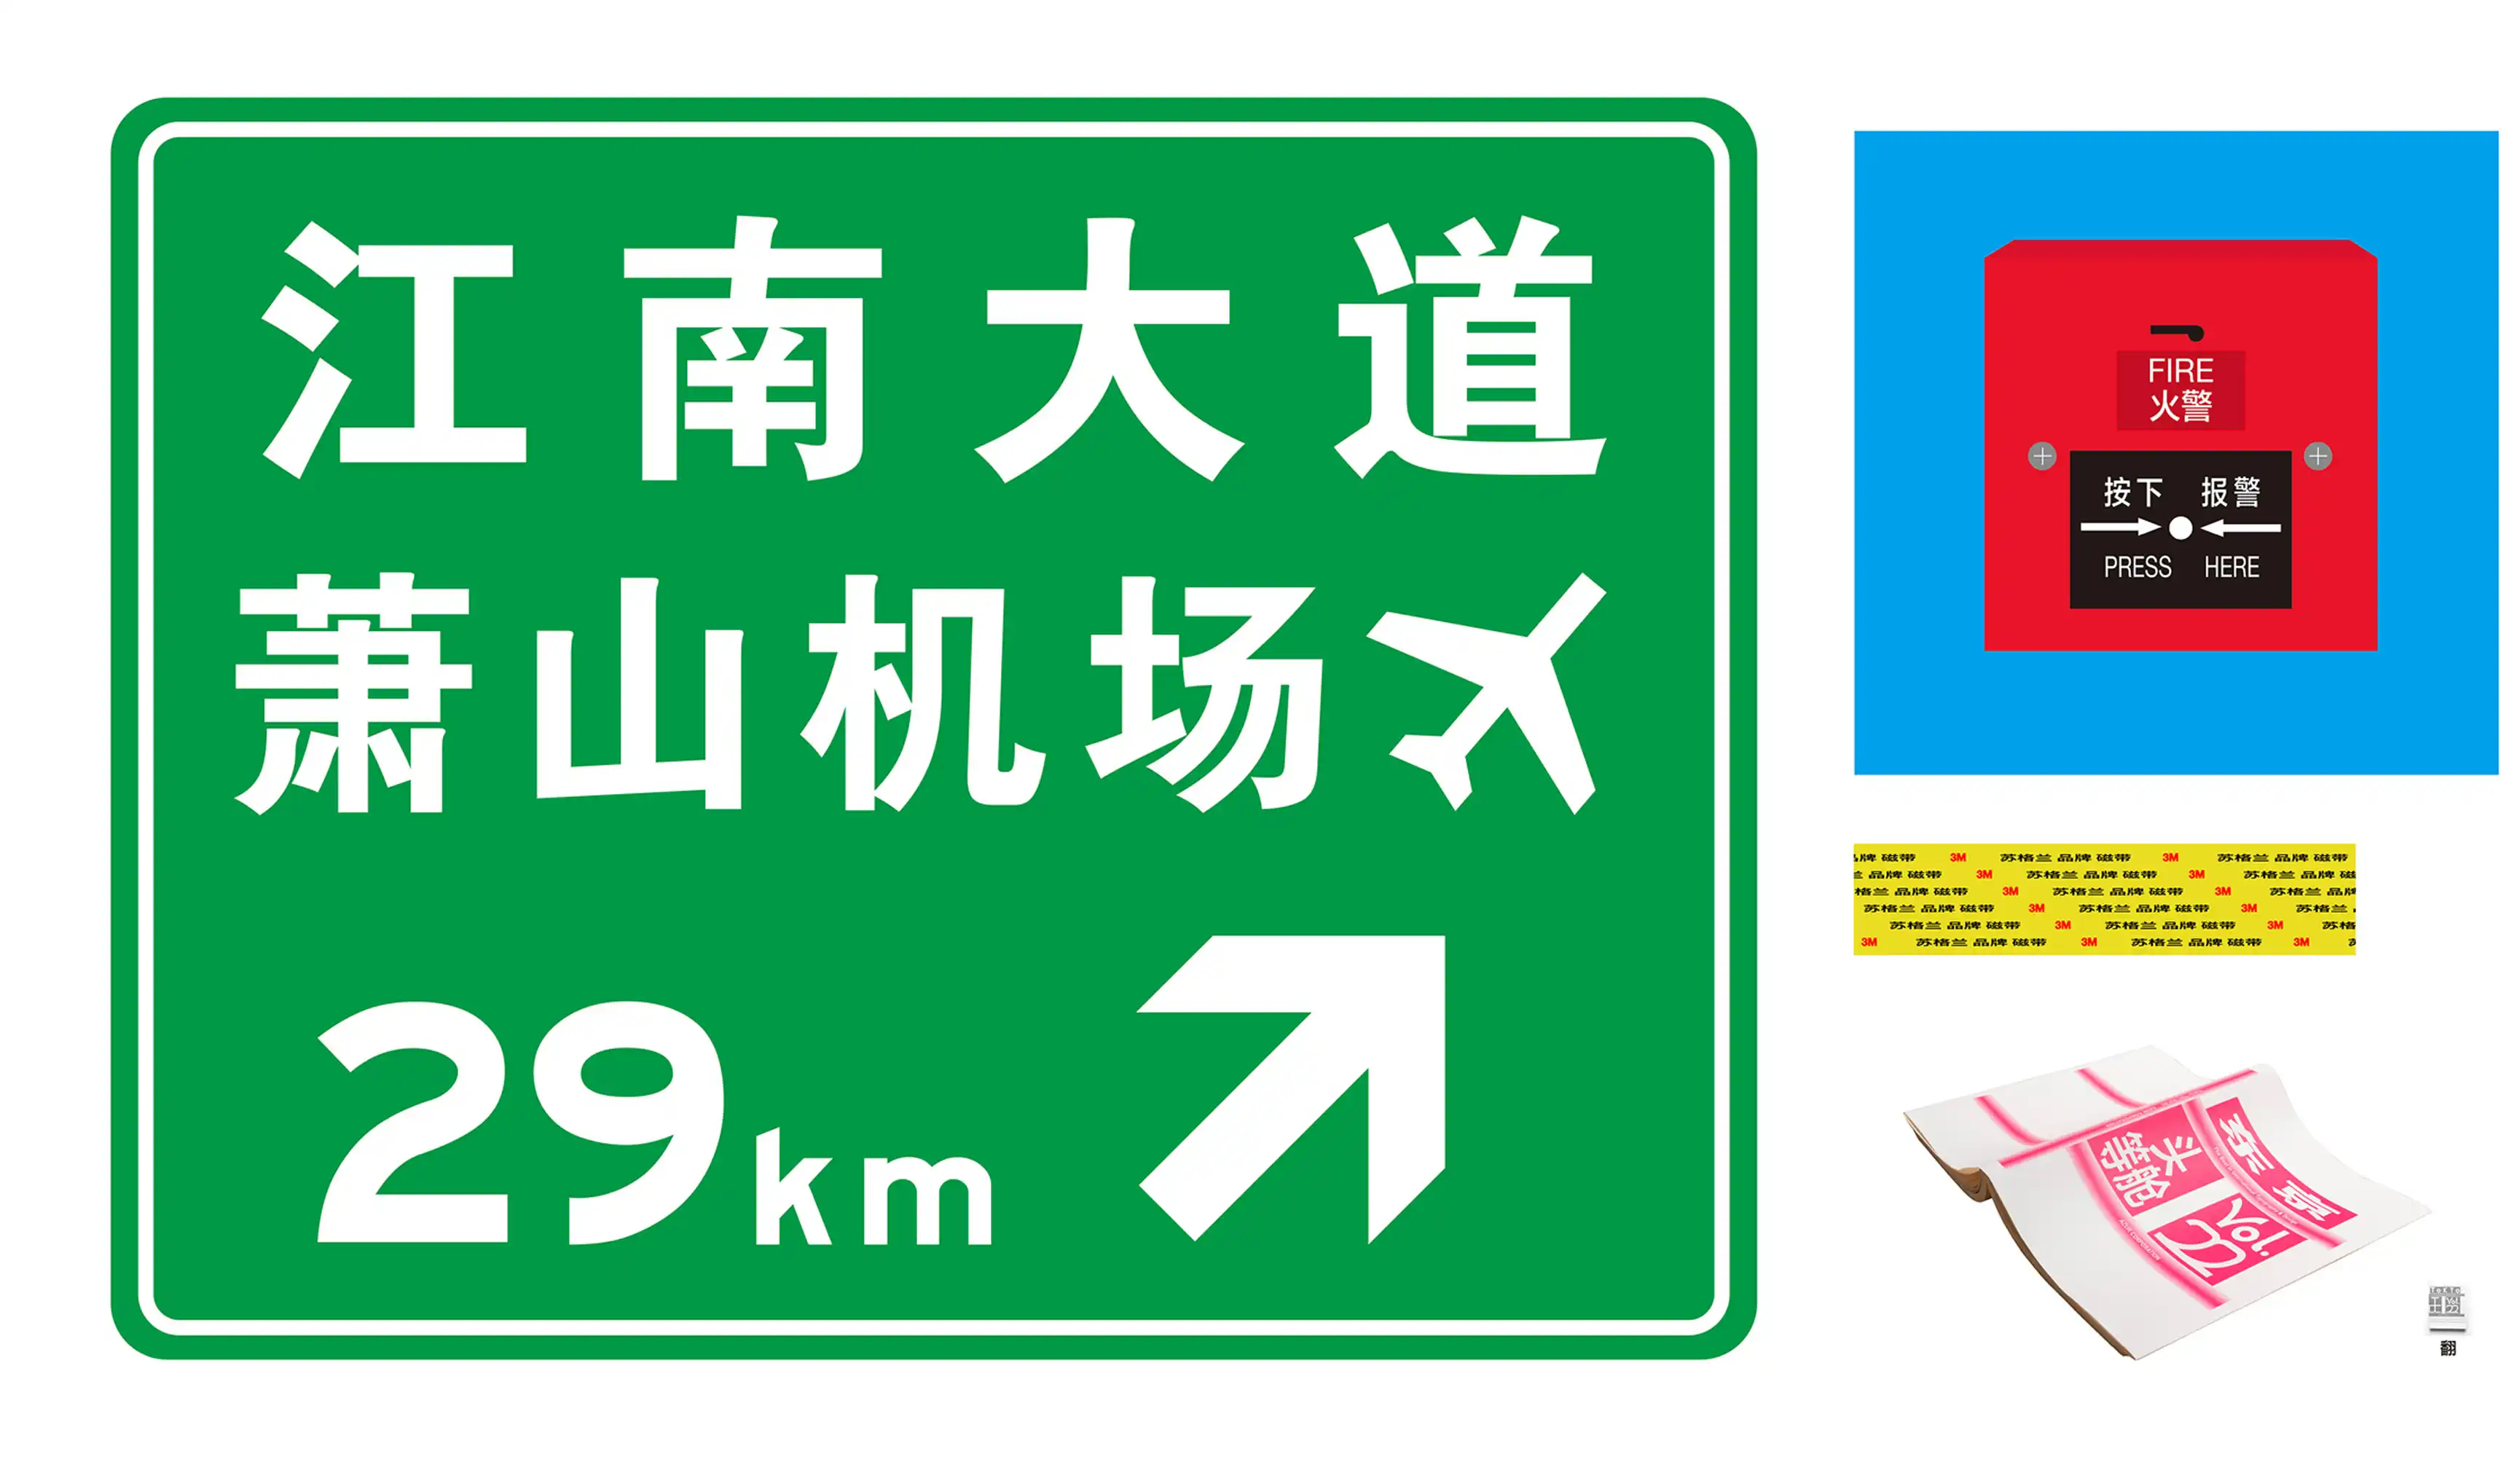 江南大道
萧山机场
29km
FIRE
火警
按下 报警
PRESS HERE
牌 磁带 3M 苏格兰 品牌 磁带 3M 苏格兰 品牌 磁带
兰 品牌 磁带 3M 苏格兰 品牌 磁带 3M 苏格兰 品牌 磁
格兰 品牌 磁带 3M 苏格兰 品牌 磁带 3M 苏格兰 品牌
苏格兰 品牌 磁带 3M 苏格兰 品牌 磁带 3M 苏格兰
苏格兰 品牌 磁带 3M 苏格兰 品牌 磁带 3M 苏格
3M 苏格兰 品牌 磁带 3M 苏格兰 品牌 磁带 3M
头
等舱
Vol.
22
翻